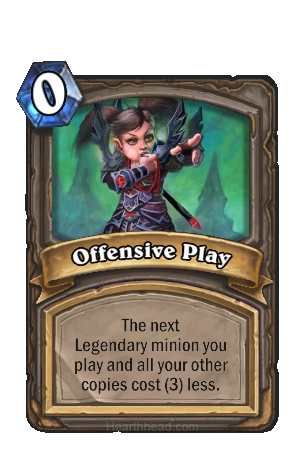 0
Offensive Play
The next
Legendary minion you
play and all your other
copies cost (3) less.
Hearthhead.com